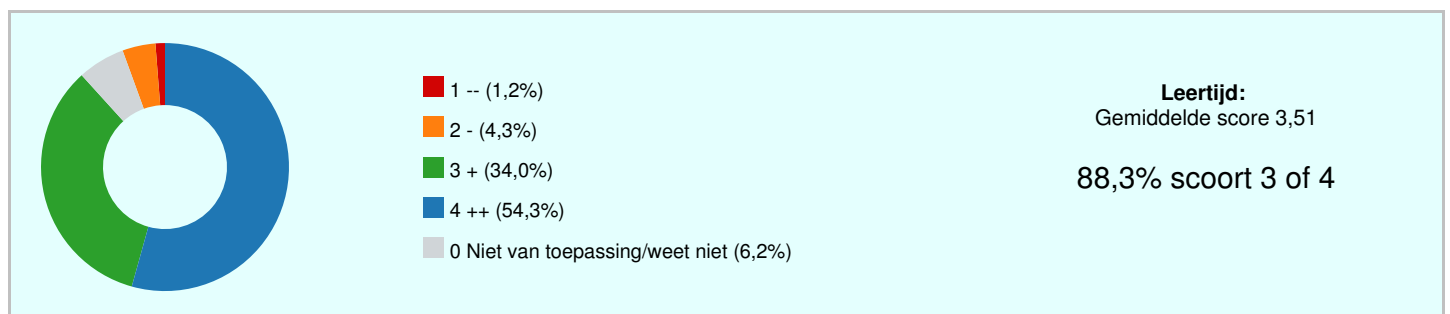 1 -- (1,2%)
2 - (4,3%)
3 + (34,0%)
4 ++ (54,3%)
0 Niet van toepassing/weet niet (6,2%)
Leertijd:
Gemiddelde score 3,51
88,3% scoort 3 of 4